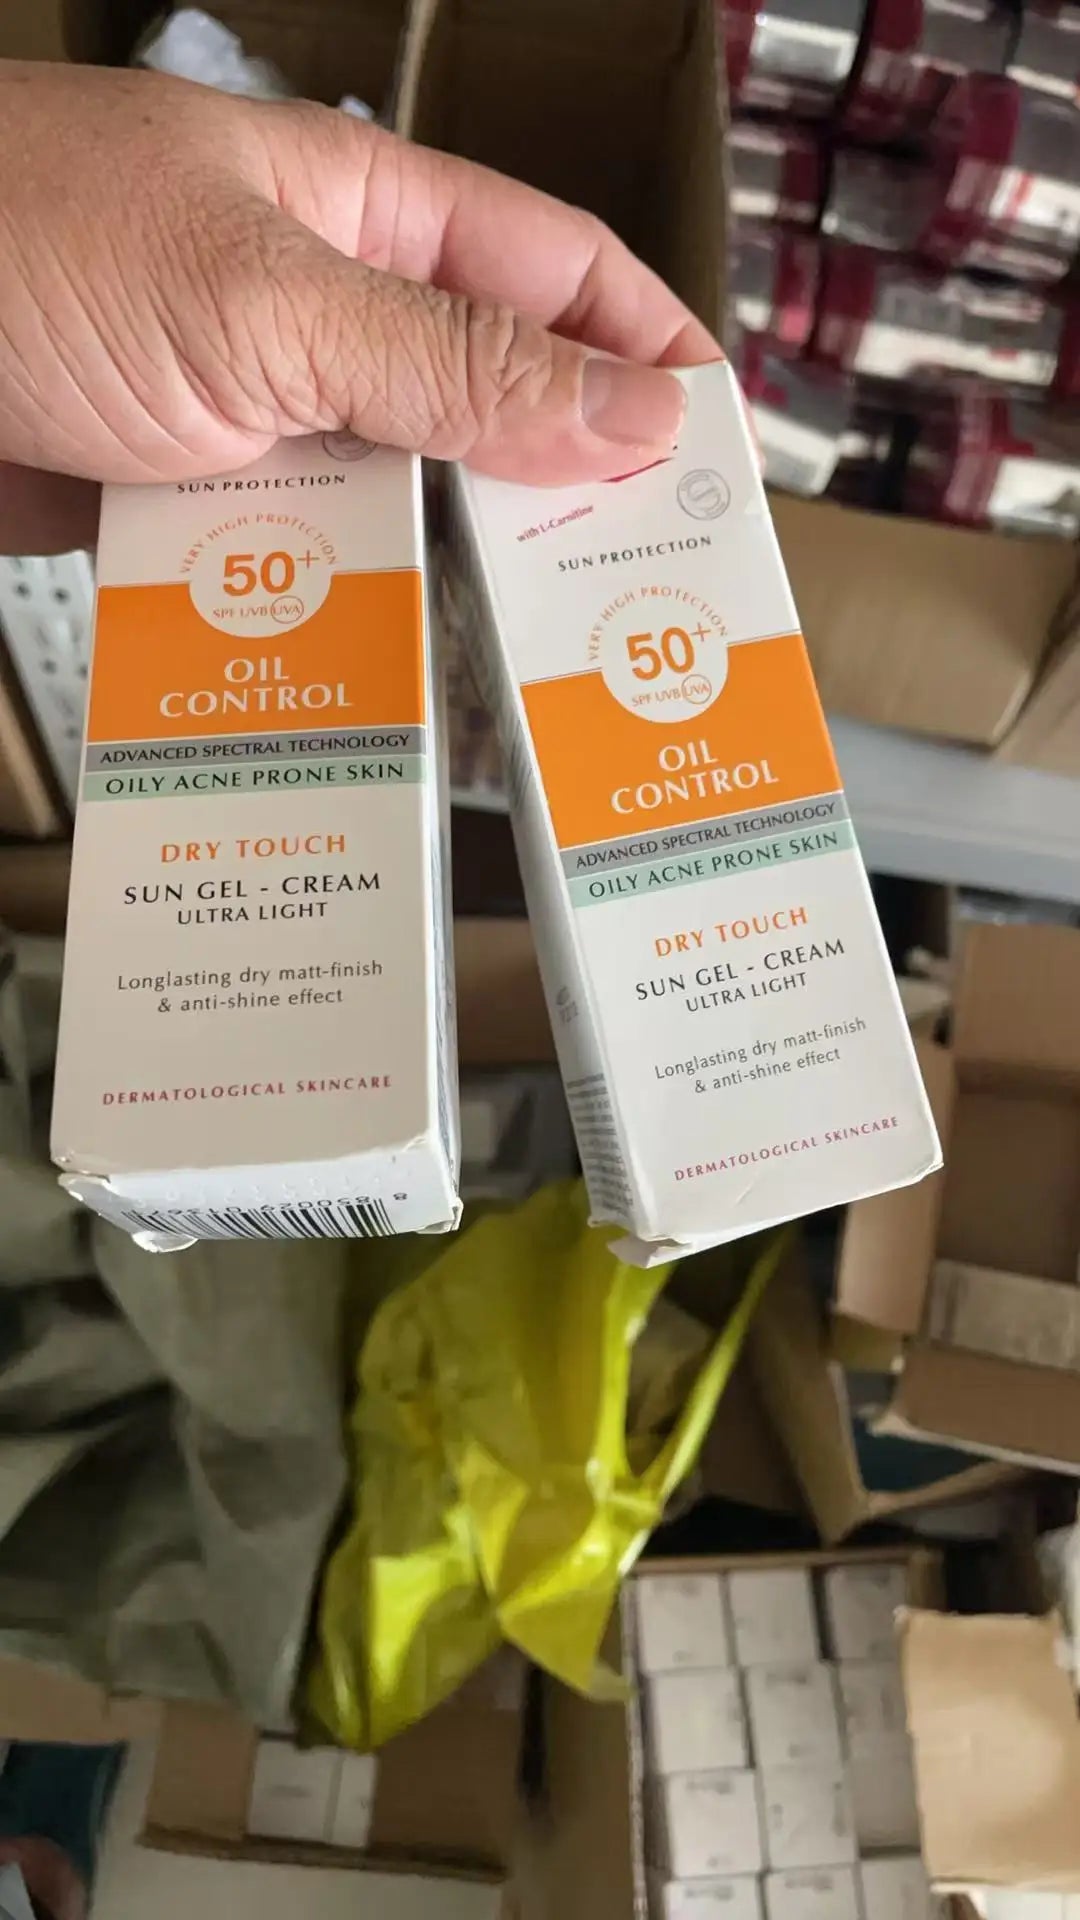 SUN PROTECTION
VERY HIGH PROTECTION
50+
SPF UVB UVA
OIL
CONTROL
ADVANCED SPECTRAL TECHNOLOGY
OILY ACNE PRONE SKIN
DRY TOUCH
SUN GEL - CREAM
ULTRA LIGHT
Longlasting dry matt-finish
& anti-shine effect
DERMATOLOGICAL SKINCARE
with L-Carnitine
SUN PROTECTION
VERY HIGH PROTECTION
50+
SPF UVB UVA
OIL
CONTROL
ADVANCED SPECTRAL TECHNOLOGY
OILY ACNE PRONE SKIN
DRY TOUCH
SUN GEL - CREAM
ULTRA LIGHT
Longlasting dry matt-finish
& anti-shine effect
DERMATOLOGICAL SKINCARE